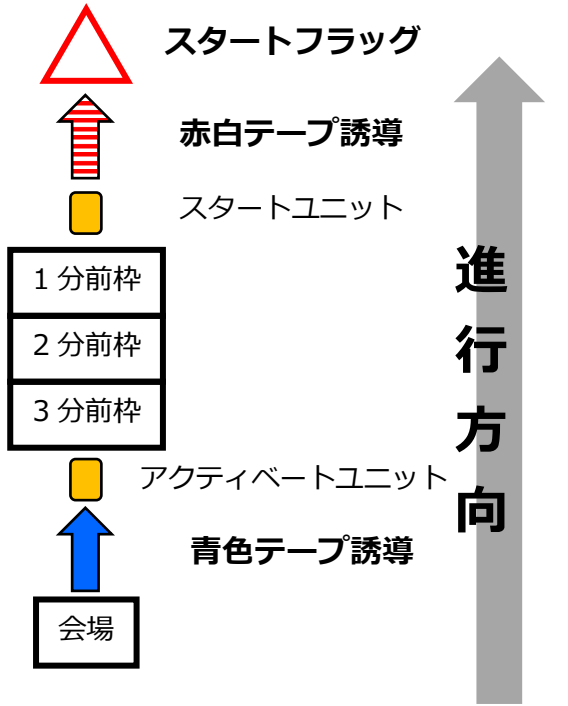 スタートフラッグ
赤白テープ誘導
スタートユニット
1分前枠
2分前枠
3分前枠
アクティベートユニット
青色テープ誘導
会場
進行方向